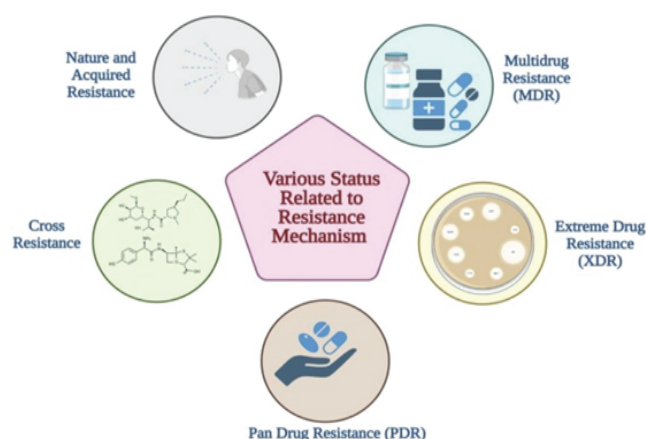 Nature and
Acquired
Resistance
Multidrug
Resistance
(MDR)
Various Status
Related to
Resistance
Mechanism
Cross
Resistance
Extreme Drug
Resistance
(XDR)
Pan Drug Resistance (PDR)